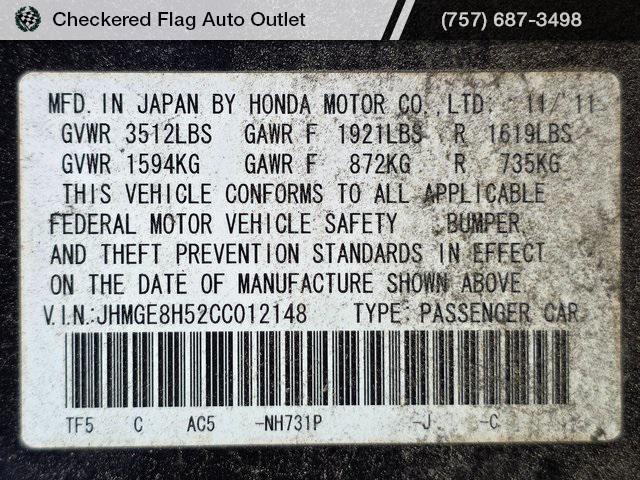 Checkered Flag Auto Outlet (757) 687-3498
MFD. IN JAPAN BY HONDA MOTOR CO., LTD. 11/11
GVWR 3512LBS GAWR F 1921LBS R 1619LBS
GVWR 1594KG GAWR F 872KG R 735KG
THIS VEHICLE CONFORMS TO ALL APPLICABLE
FEDERAL MOTOR VEHICLE SAFETY BUMPER,
AND THEFT PREVENTION STANDARDS IN EFFECT
ON THE DATE OF MANUFACTURE SHOWN ABOVE.
V.I.N.:JHMGE8H52CC012148 TYPE: PASSENGER CAR
TF5 C AC5 -NH731P -J -C